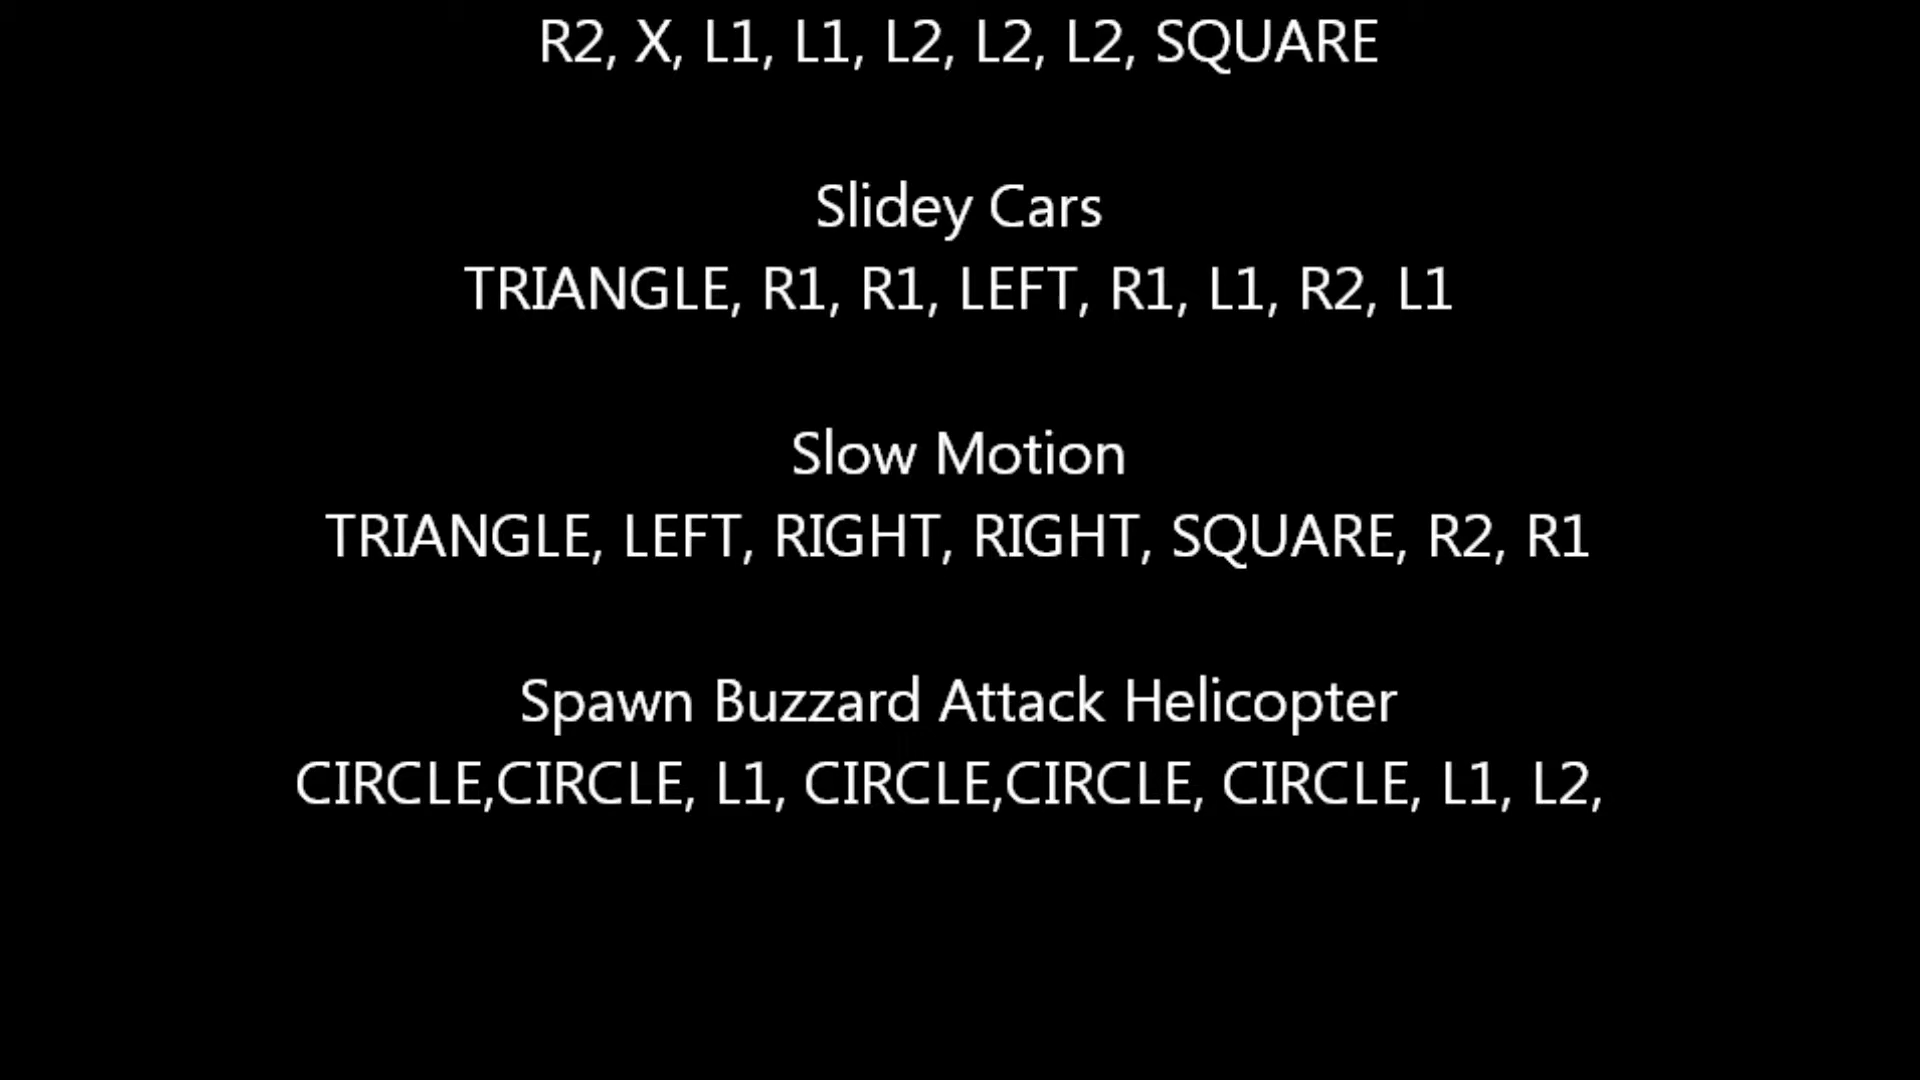 R2, X, L1, L1, L2, L2, L2, SQUARE
Slidey Cars
TRIANGLE, R1, R1, LEFT, R1, L1, R2, L1
Slow Motion
TRIANGLE, LEFT, RIGHT, RIGHT, SQUARE, R2, R1
Spawn Buzzard Attack Helicopter
CIRCLE,CIRCLE, L1, CIRCLE,CIRCLE, CIRCLE, L1, L2,